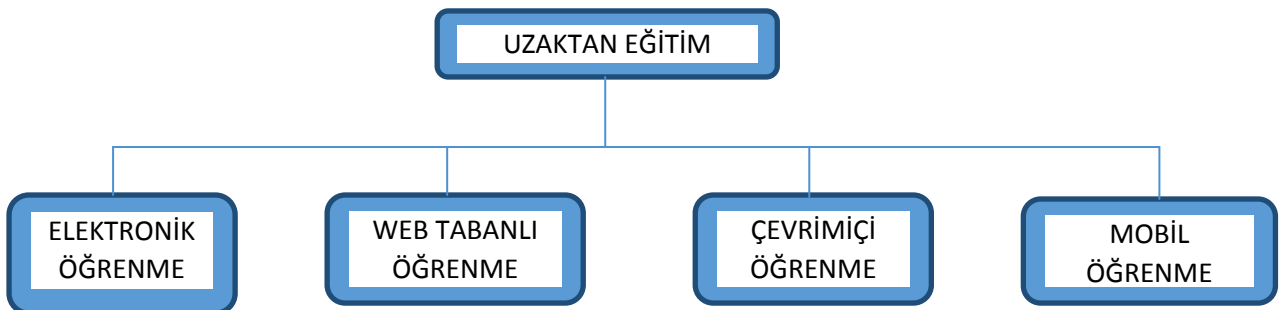 UZAKTAN EĞİTİM
ELEKTRONİK
ÖĞRENME
WEB TABANLI
ÖĞRENME
ÇEVRİMİÇİ
ÖĞRENME
MOBİL
ÖĞRENME